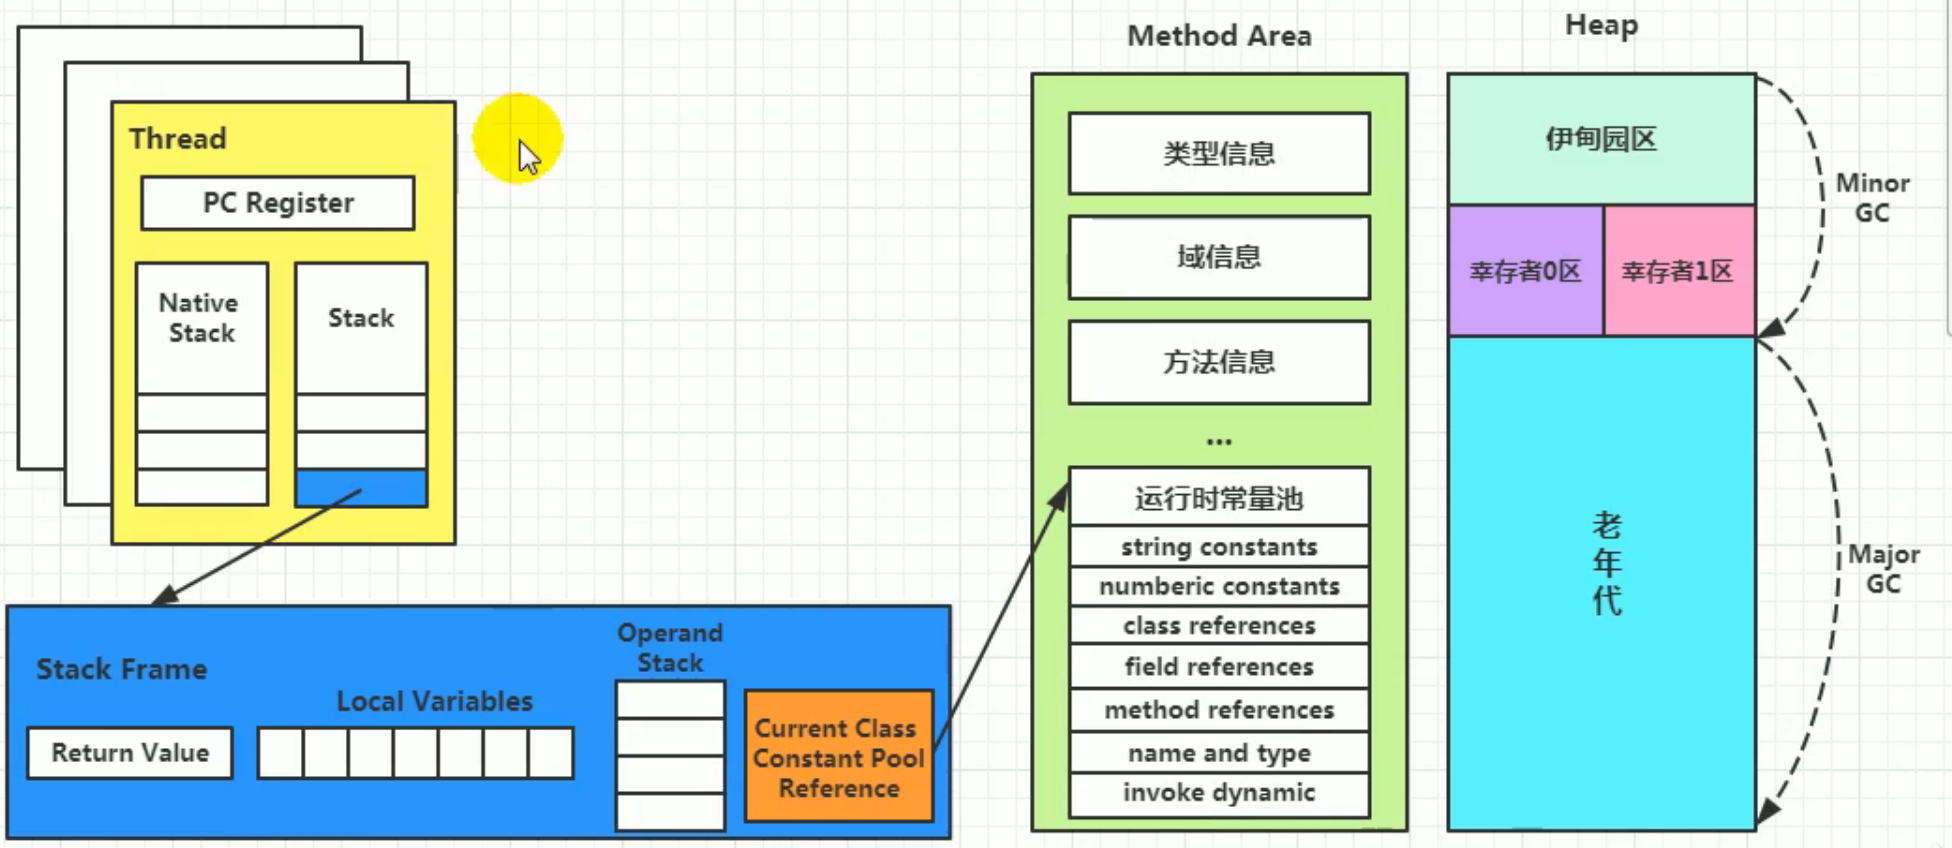 Thread
PC Register
Native
Stack
Stack
Stack Frame
Return Value
Local Variables
Operand
Stack
Current Class
Constant Pool
Reference
Method Area
类型信息
域信息
方法信息
...
运行时常量池
string constants
numberic constants
class references
field references
method references
name and type
invoke dynamic
Heap
伊甸园区
幸存者0区
幸存者1区
老
年
代
Minor
GC
Major
GC